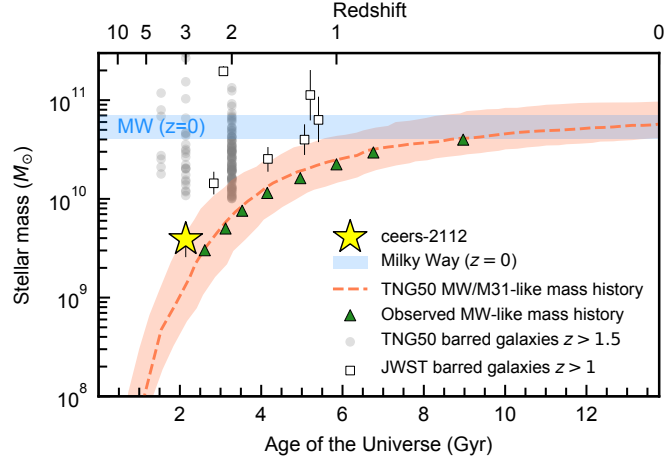 Redshift
10 5 3 2 1 0
Stellar mass (M⊙)
10¹¹
10¹⁰
10⁹
10⁸
MW (z=0)
ceers-2112
Milky Way (z = 0)
TNG50 MW/M31-like mass history
Observed MW-like mass history
TNG50 barred galaxies z > 1.5
JWST barred galaxies z > 1
2 4 6 8 10 12
Age of the Universe (Gyr)